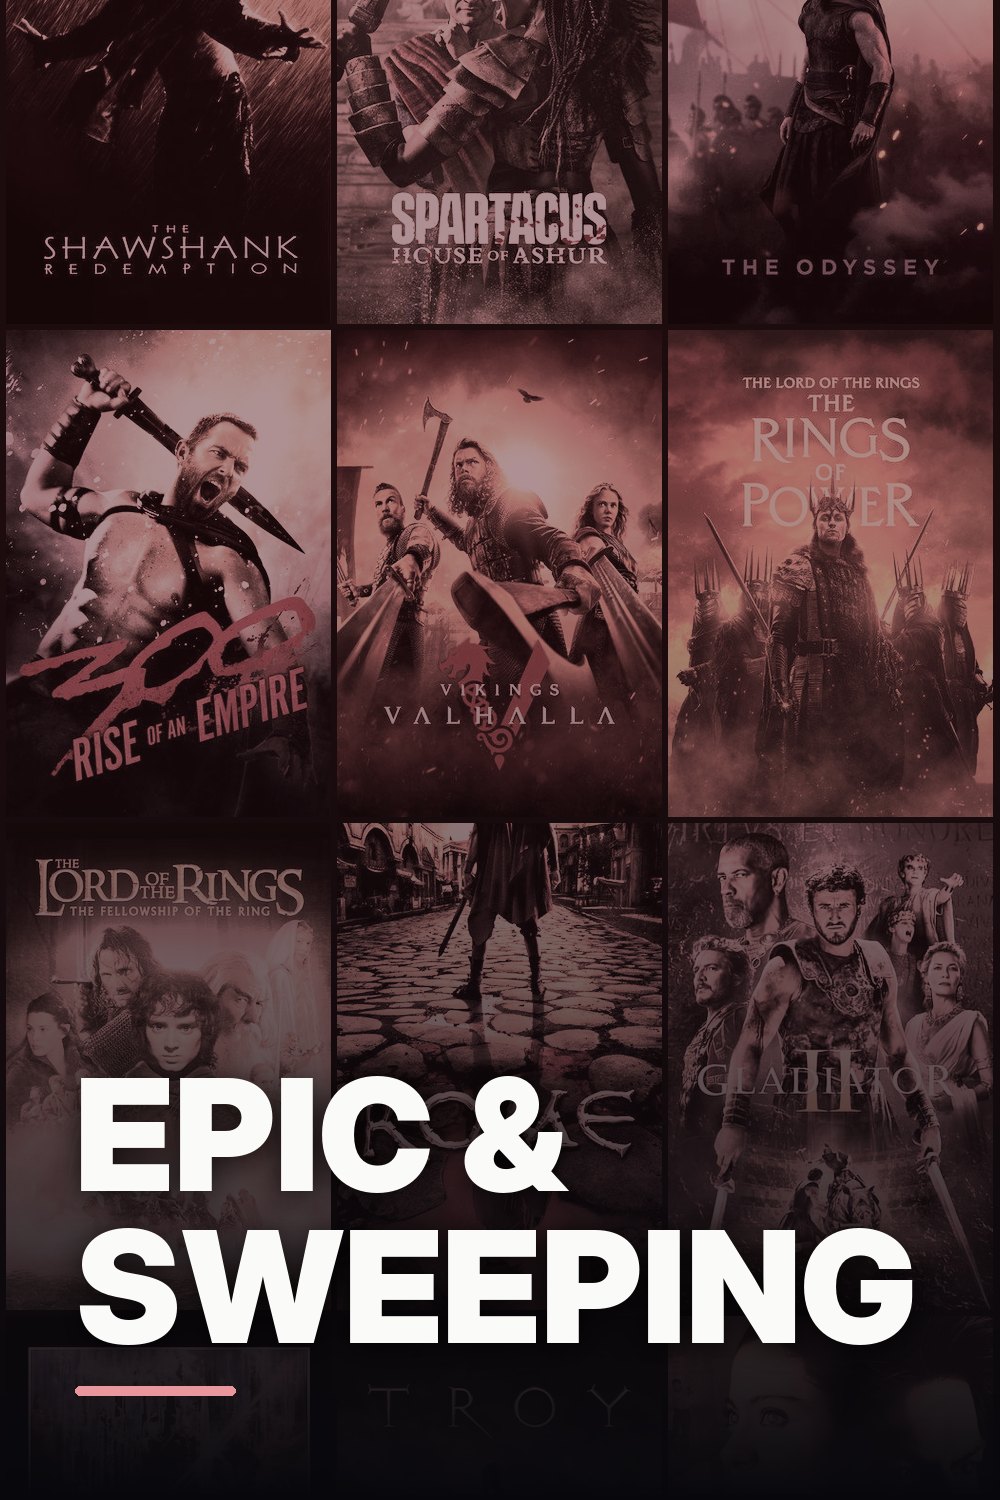 THE
SHAWSHANK
REDEMPTION
SPARTACUS
HOUSE OF ASHUR
THE ODYSSEY
300
RISE OF AN EMPIRE
VIKINGS
VALHALLA
THE LORD OF THE RINGS
THE
RINGS
OF
POWER
THE
LORD OF THE RINGS
THE FELLOWSHIP OF THE RING
ROME
GLADIATOR
II
EPIC &
SWEEPING
TROY